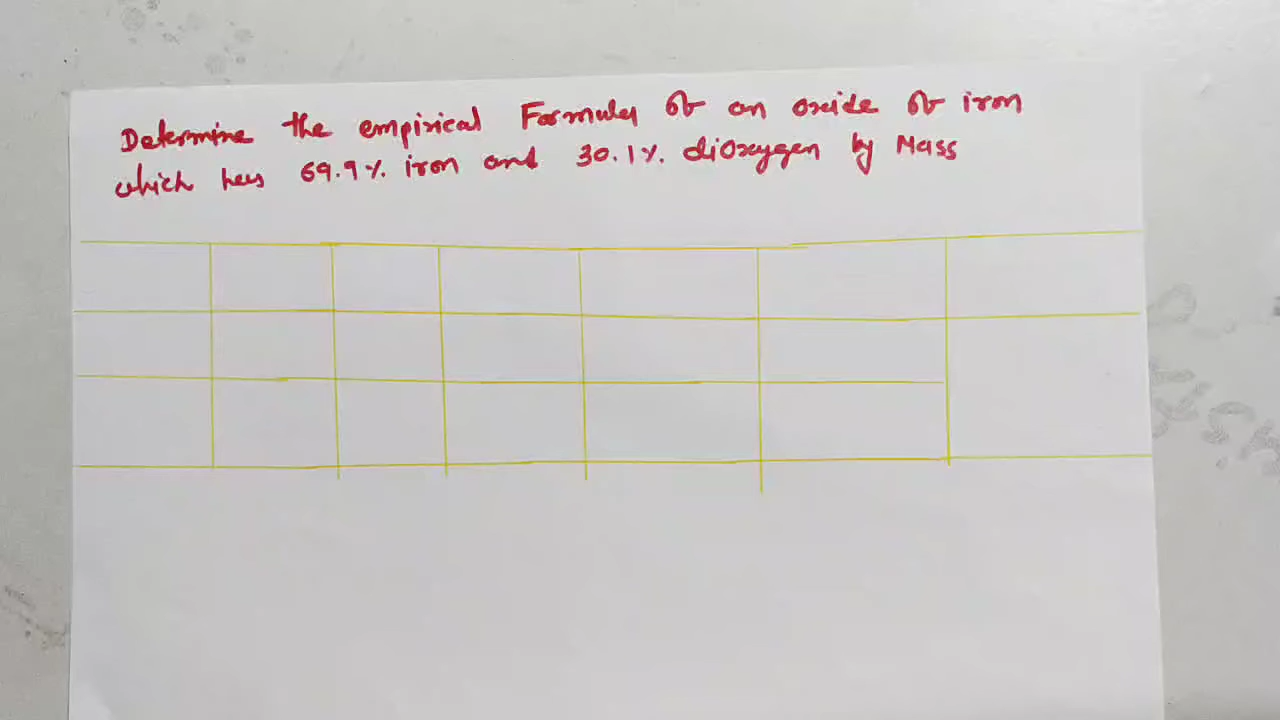 Determine the empirical Formula of an oxide of iron
which has 69.9%. iron and 30.1%. diOxygen by Mass